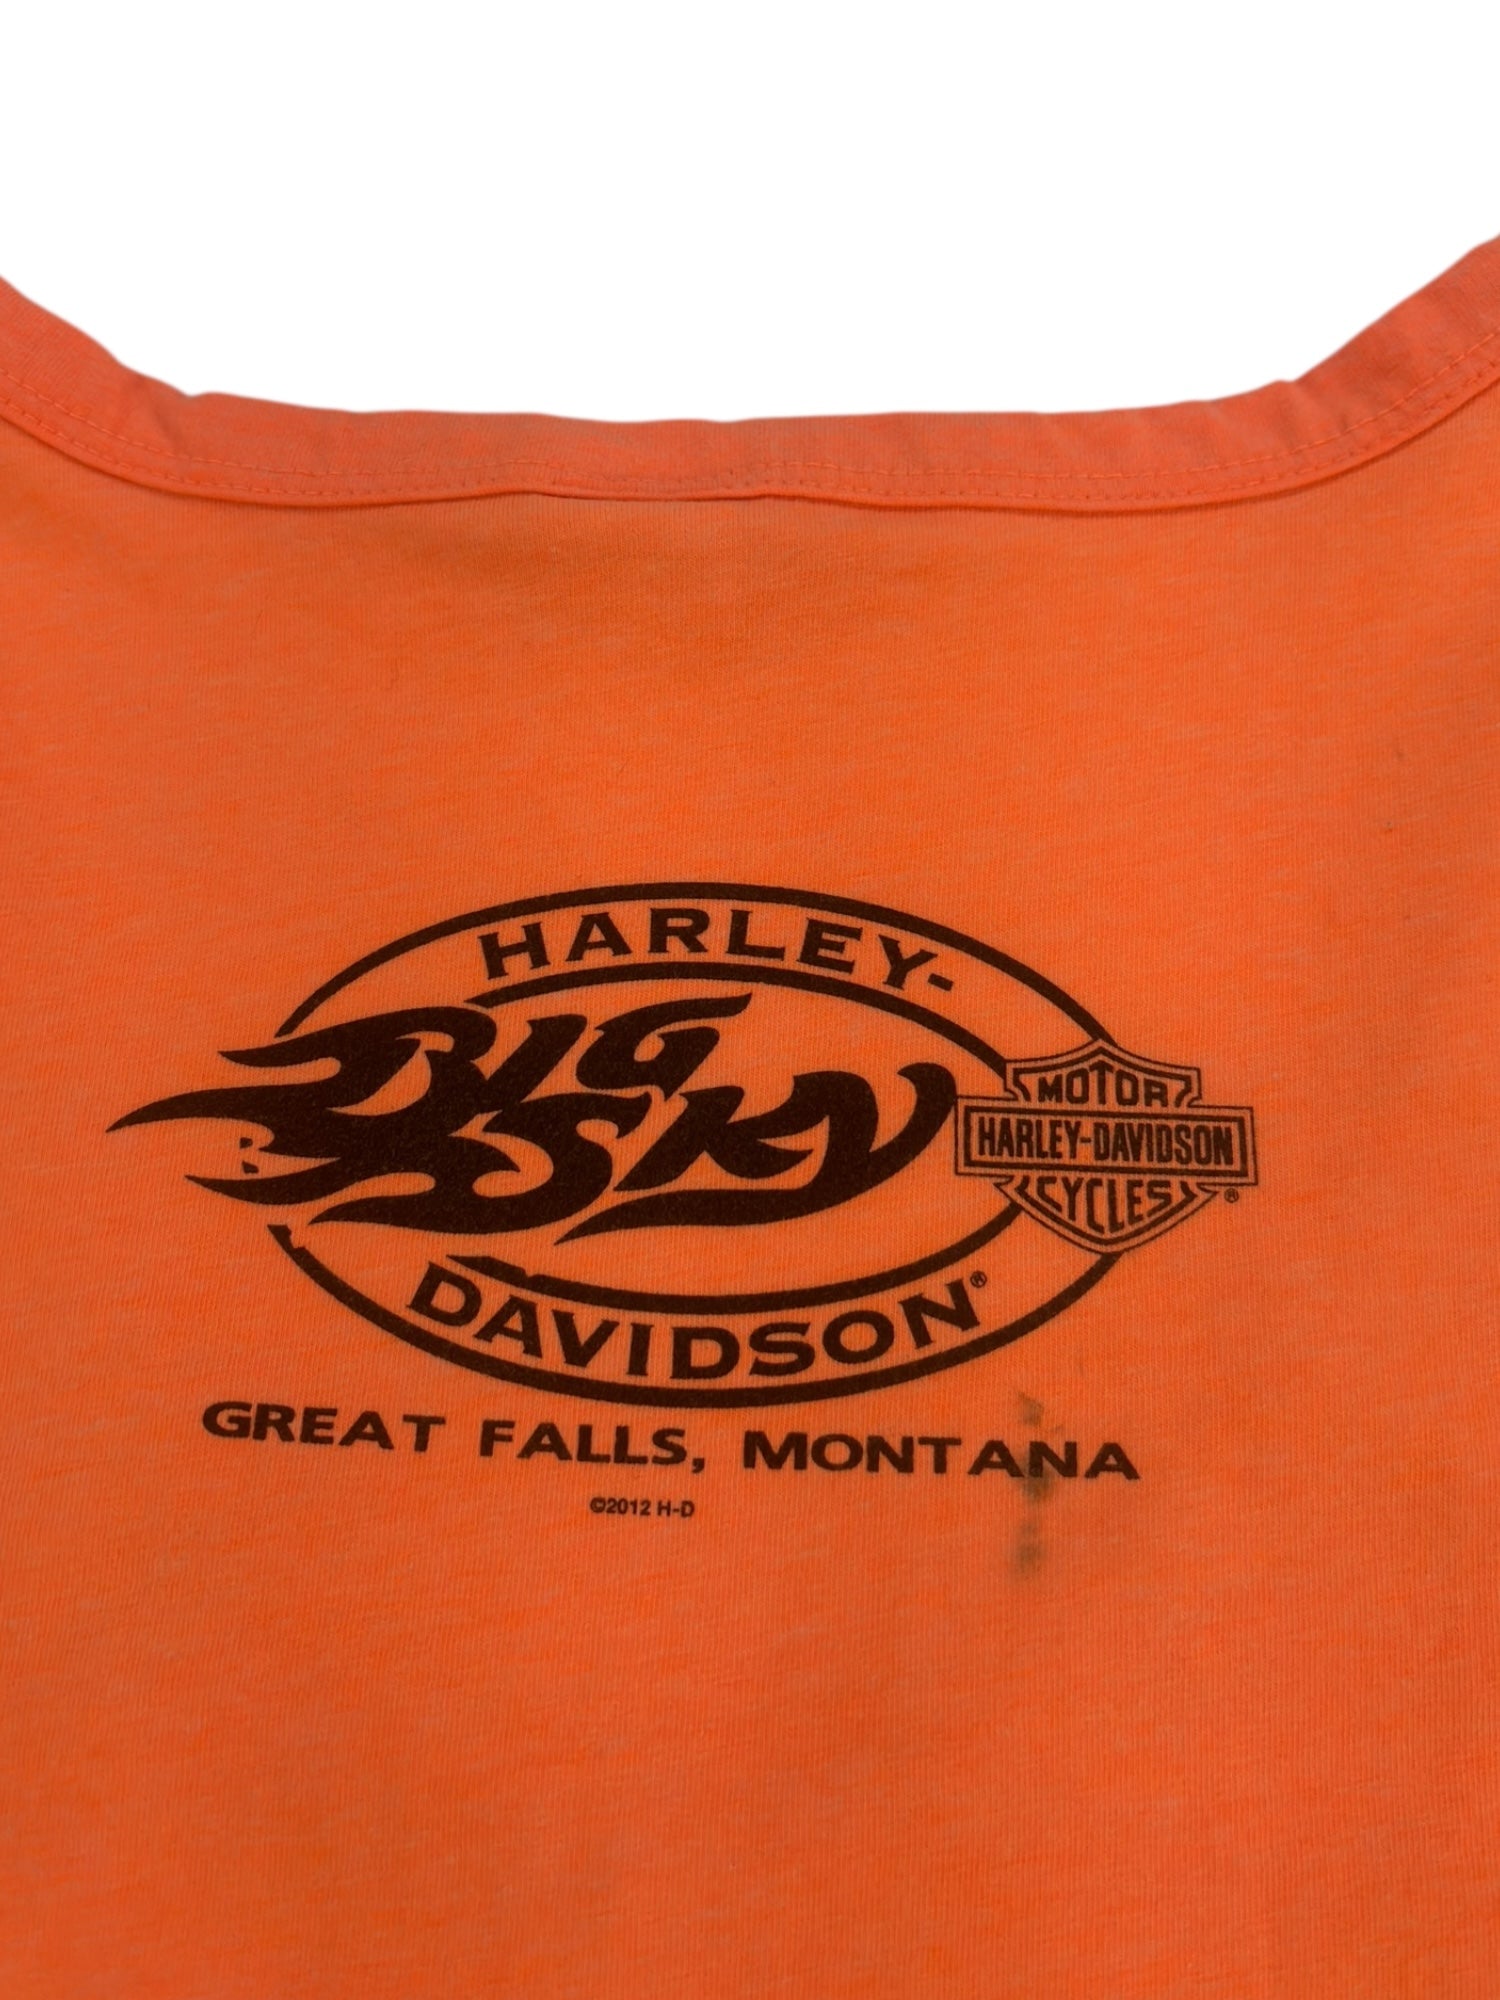 HARLEY-
BIG
SKY
MOTOR
HARLEY-DAVIDSON
CYCLES
®
DAVIDSON®
GREAT FALLS, MONTANA
©2012 H-D